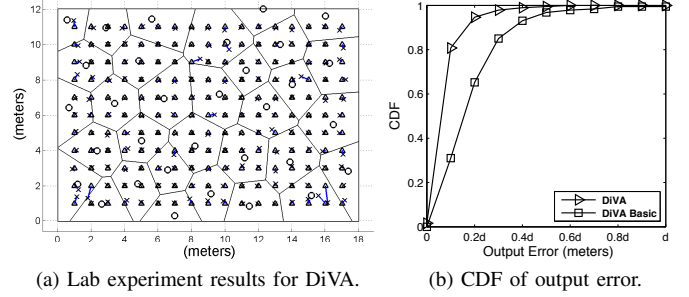 12
10
8
6
4
2
0
(meters)
0 2 4 6 8 10 12 14 16 18
(meters)
(a) Lab experiment results for DiVA.
1
0.8
0.6
0.4
0.2
0
CDF
DiVA
DiVA Basic
0 0.2d 0.4d 0.6d 0.8d d
Output Error (meters)
(b) CDF of output error.